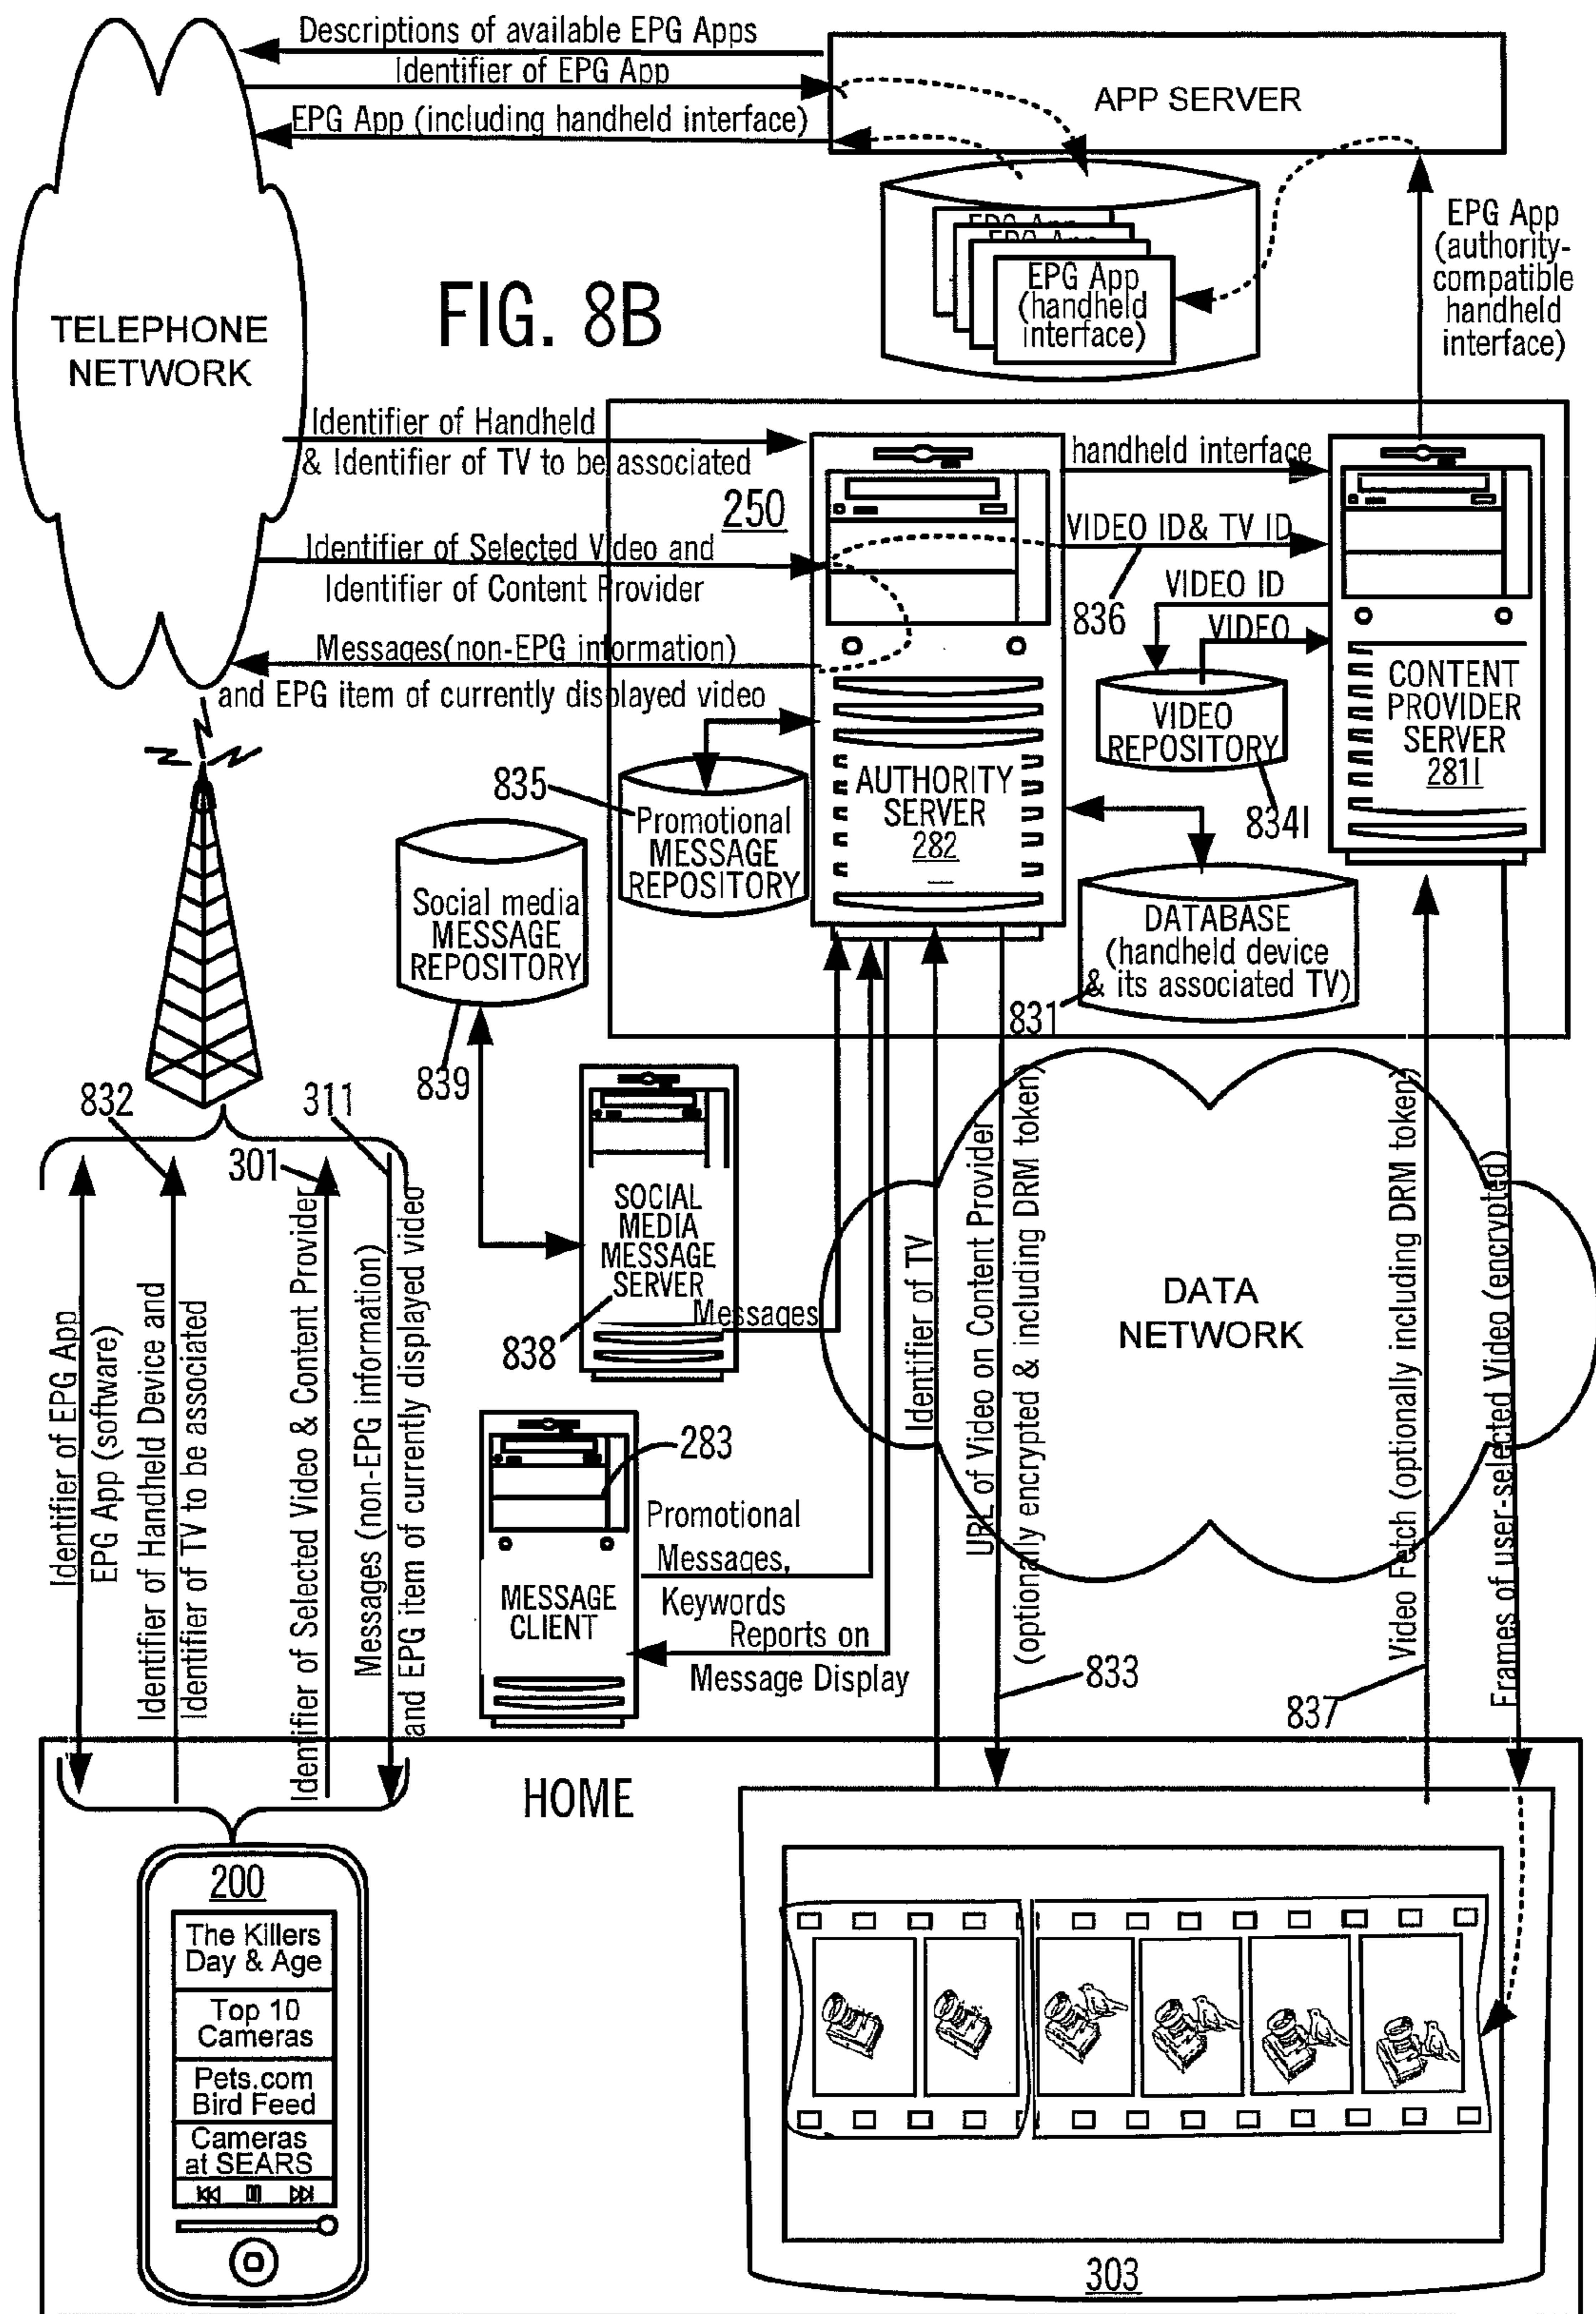 Descriptions of available EPG Apps
Identifier of EPG App
EPG App (including handheld interface)
APP SERVER
EPG App
EPG App
EPG App
(handheld
interface)
EPG App
(authority-
compatible
handheld
interface)
FIG. 8B
TELEPHONE
NETWORK
Identifier of Handheld
& Identifier of TV to be associated
250
handheld interface
Identifier of Selected Video and
Identifier of Content Provider
VIDEO ID& TV ID
836
VIDEO ID
VIDEO
Messages(non-EPG information)
and EPG item of currently displayed video
VIDEO
REPOSITORY
834I
CONTENT
PROVIDER
SERVER
281I
835
Promotional
MESSAGE
REPOSITORY
AUTHORITY
SERVER
282
Social media
MESSAGE
REPOSITORY
839
DATABASE
(handheld device
& its associated TV)
831
832
311
301
Identifier of EPG App
EPG App (software)
Identifier of Handheld Device and
Identifier of TV to be associated
Identifier of Selected Video & Content Provider
Messages (non-EPG information)
and EPG item of currently displayed video
SOCIAL
MEDIA
MESSAGE
SERVER
Messages
838
DATA
NETWORK
Identifier of TV
URL of Video on Content Provider
(optionally encrypted & including DRM token)
Video Fetch (optionally including DRM token)
Frames of user-selected Video (encrypted)
283
MESSAGE
CLIENT
Promotional
Messages,
Keywords
Reports on
Message Display
833
837
HOME
200
The Killers
Day & Age
Top 10
Cameras
Pets.com
Bird Feed
Cameras
at SEARS
303